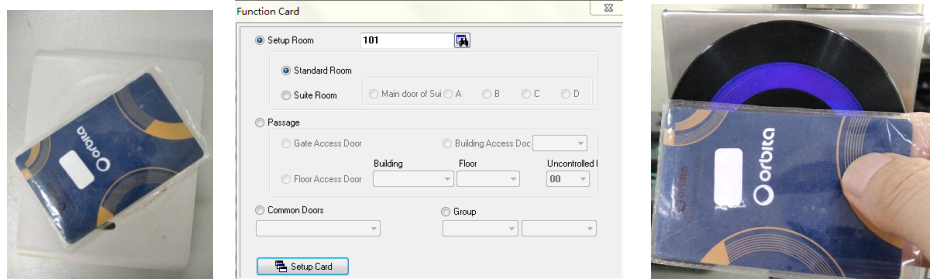 orbita
Function Card
Setup Room
101
Standard Room
Suite Room
Main door of Sui
A
B
C
D
Passage
Gate Access Door
Building Access Doc
Building
Floor
Uncontrolled I
Floor Access Door
00
Common Doors
Group
Setup Card
orbita
orbita